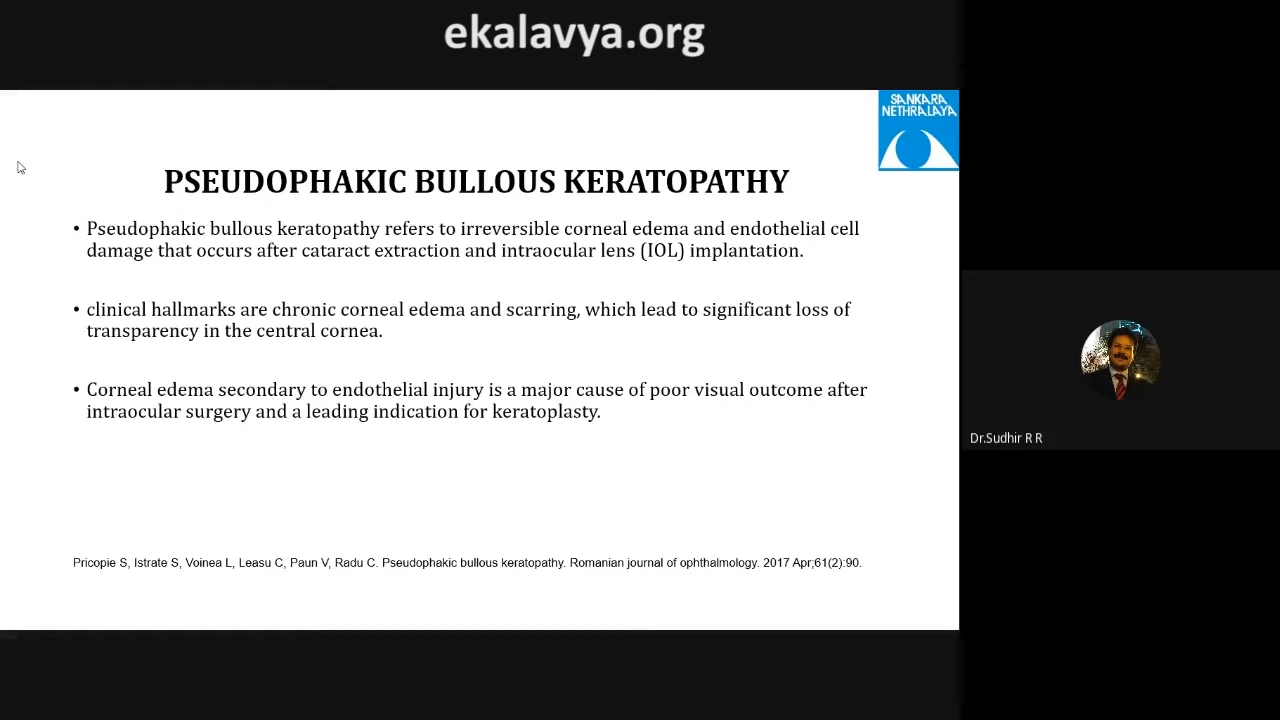 ekalavya.org
SANKARA
NETHRALAYA
PSEUDOPHAKIC BULLOUS KERATOPATHY
• Pseudophakic bullous keratopathy refers to irreversible corneal edema and endothelial cell
damage that occurs after cataract extraction and intraocular lens (IOL) implantation.
• clinical hallmarks are chronic corneal edema and scarring, which lead to significant loss of
transparency in the central cornea.
• Corneal edema secondary to endothelial injury is a major cause of poor visual outcome after
intraocular surgery and a leading indication for keratoplasty.
Pricopie S, Istrate S, Voinea L, Leasu C, Paun V, Radu C. Pseudophakic bullous keratopathy. Romanian journal of ophthalmology. 2017 Apr;61(2):90.
Dr.Sudhir R R